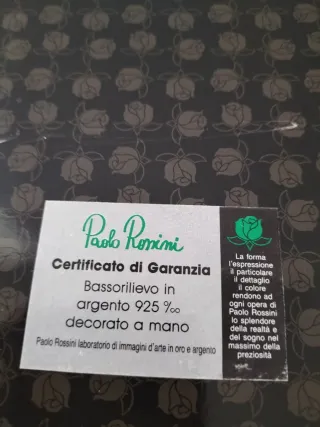 Paolo Rossini
Certificato di Garanzia
Bassorilievo in
argento 925 ‰
decorato a mano
Paolo Rossini laboratorio di immagini d'arte in oro e argento
La forma
l'espressione
il particolare
il dettaglio
il colore
rendono ad
ogni opera di
Paolo Rossini
lo splendore
della realtà e
del sogno nel
massimo della
preziosità